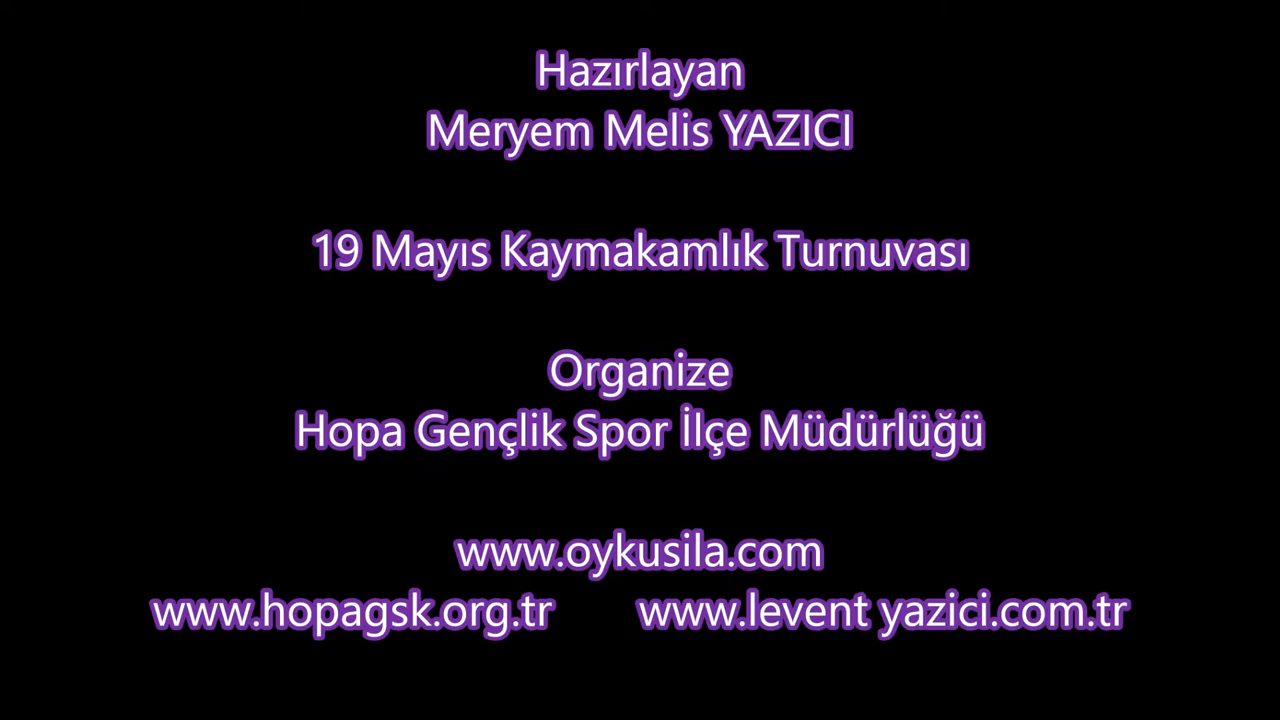 Hazırlayan
Meryem Melis YAZICI
19 Mayıs Kaymakamlık Turnuvası
Organize
Hopa Gençlik Spor İlçe Müdürlüğü
www.oykusila.com
www.hopagsk.org.tr www.levent yazici.com.tr